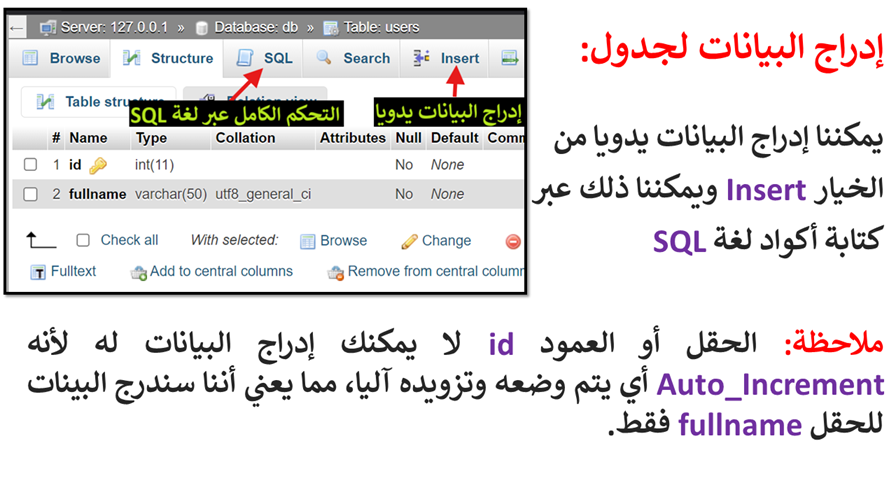 إدراج البيانات لجدول:
يمكننا إدراج البيانات يدويا من
الخيار Insert ويمكننا ذلك عبر
كتابة أكواد لغة SQL
Server: 127.0.0.1 » Database: db » Table: users
Browse Structure SQL Search Insert
Table structure Relation view
التحكم الكامل عبر لغة SQL
إدراج البيانات يدويا
# Name Type Collation Attributes Null Default Comm
1 id int(11) No None
2 fullname varchar(50) utf8_general_ci No None
Check all With selected: Browse Change
Fulltext Add to central columns Remove from central colum
ملاحظة: الحقل أو العمود id لا يمكنك إدراج البيانات له لأنه
Auto_Increment أي يتم وضعه وتزويده آليا، مما يعني أننا سندرج البينات
للحقل fullname فقط.